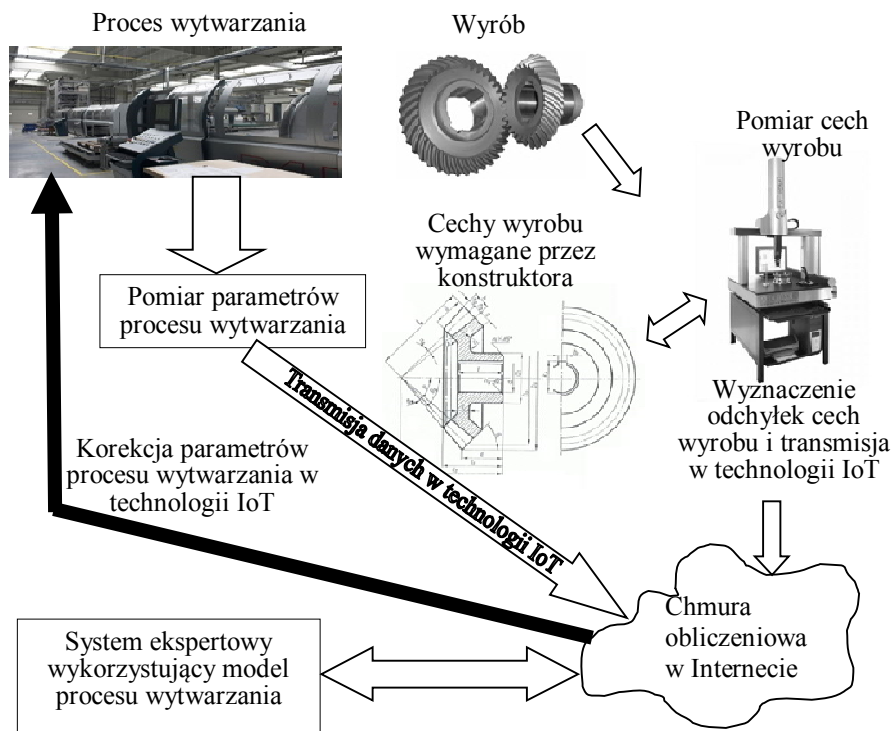 Proces wytwarzania
Wyrób
Pomiar cech
wyrobu
Cechy wyrobu
wymagane przez
konstruktora
Pomiar parametrów
procesu wytwarzania
Transmisja danych w technologii IoT
Wyznaczenie
odchyłek cech
wyrobu i transmisja
w technologii IoT
Korekcja parametrów
procesu wytwarzania w
technologii IoT
Chmura
obliczeniowa
w Internecie
System ekspertowy
wykorzystujący model
procesu wytwarzania